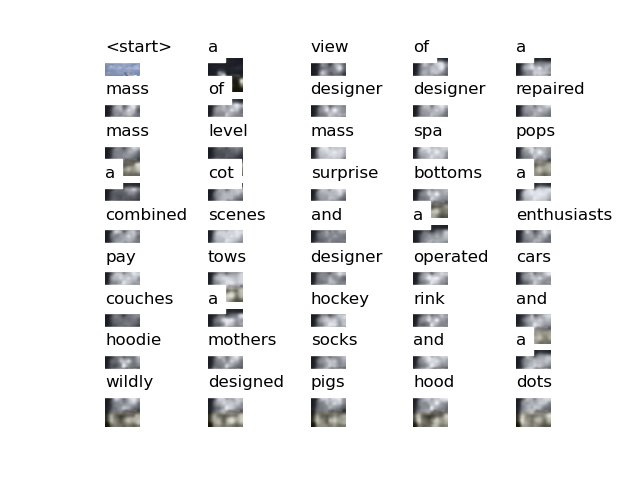 <start> a view of a
mass of designer designer repaired
mass level mass spa pops
a cot surprise bottoms a
combined scenes and a enthusiasts
pay tows designer operated cars
couches a hockey rink and
hoodie mothers socks and a
wildly designed pigs hood dots